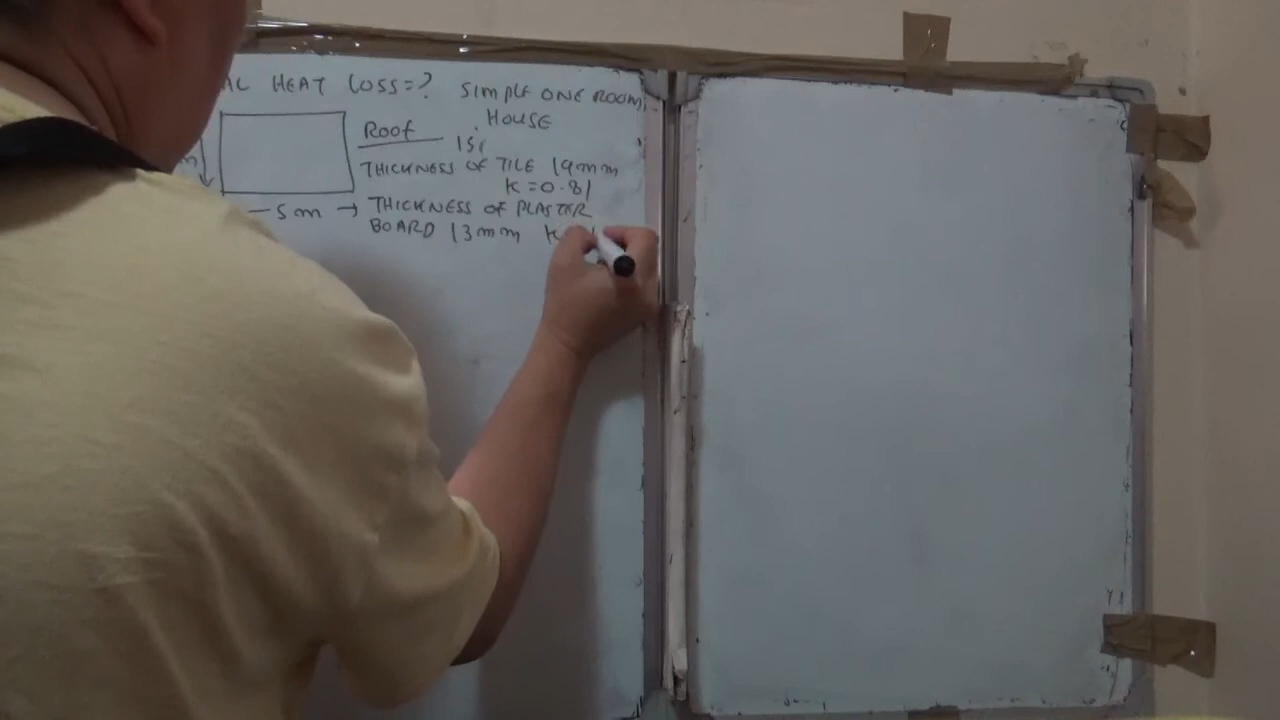 HEAT LOSS=? SIMPLE ONE ROOM
HOUSE
ROOF
THICKNESS OF TILE 19mm
K=0.81
5m → THICKNESS OF PLASTER
BOARD 13mm K